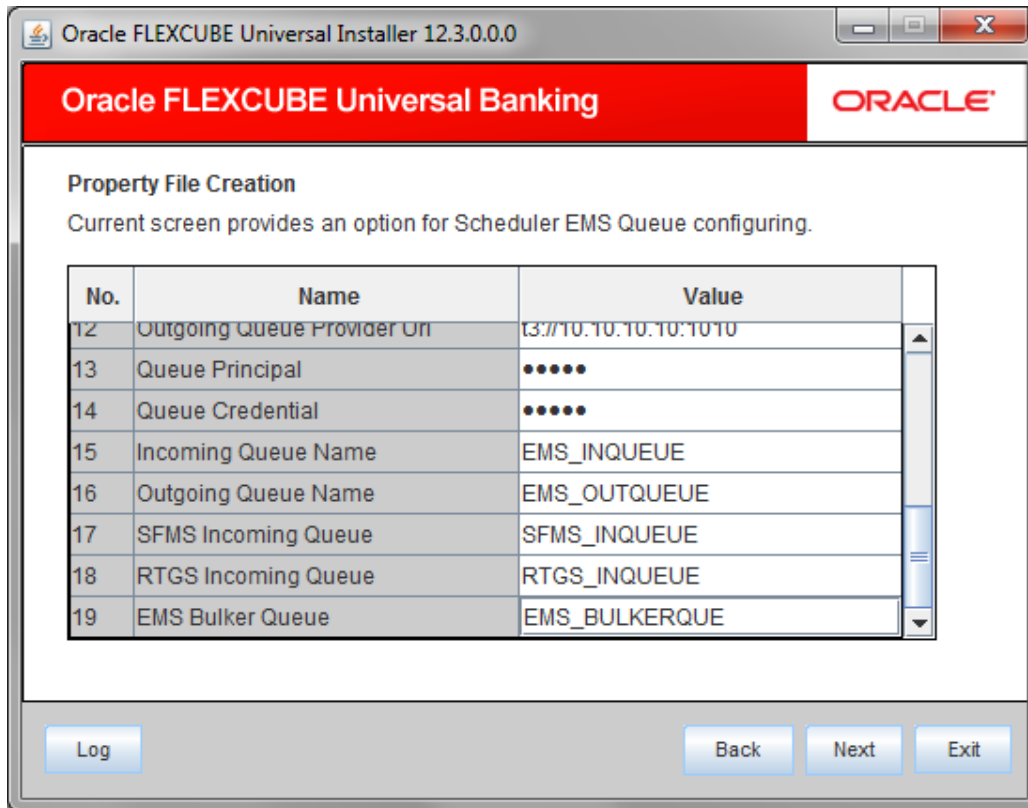 Oracle FLEXCUBE Universal Installer 12.3.0.0.0
Oracle FLEXCUBE Universal Banking
ORACLE
Property File Creation
Current screen provides an option for Scheduler EMS Queue configuring.
No. Name Value
12 Outgoing Queue Provider Url t3://10.10.10.10:1010
13 Queue Principal •••••
14 Queue Credential •••••
15 Incoming Queue Name EMS_INQUEUE
16 Outgoing Queue Name EMS_OUTQUEUE
17 SFMS Incoming Queue SFMS_INQUEUE
18 RTGS Incoming Queue RTGS_INQUEUE
19 EMS Bulker Queue EMS_BULKERQUE
Log Back Next Exit